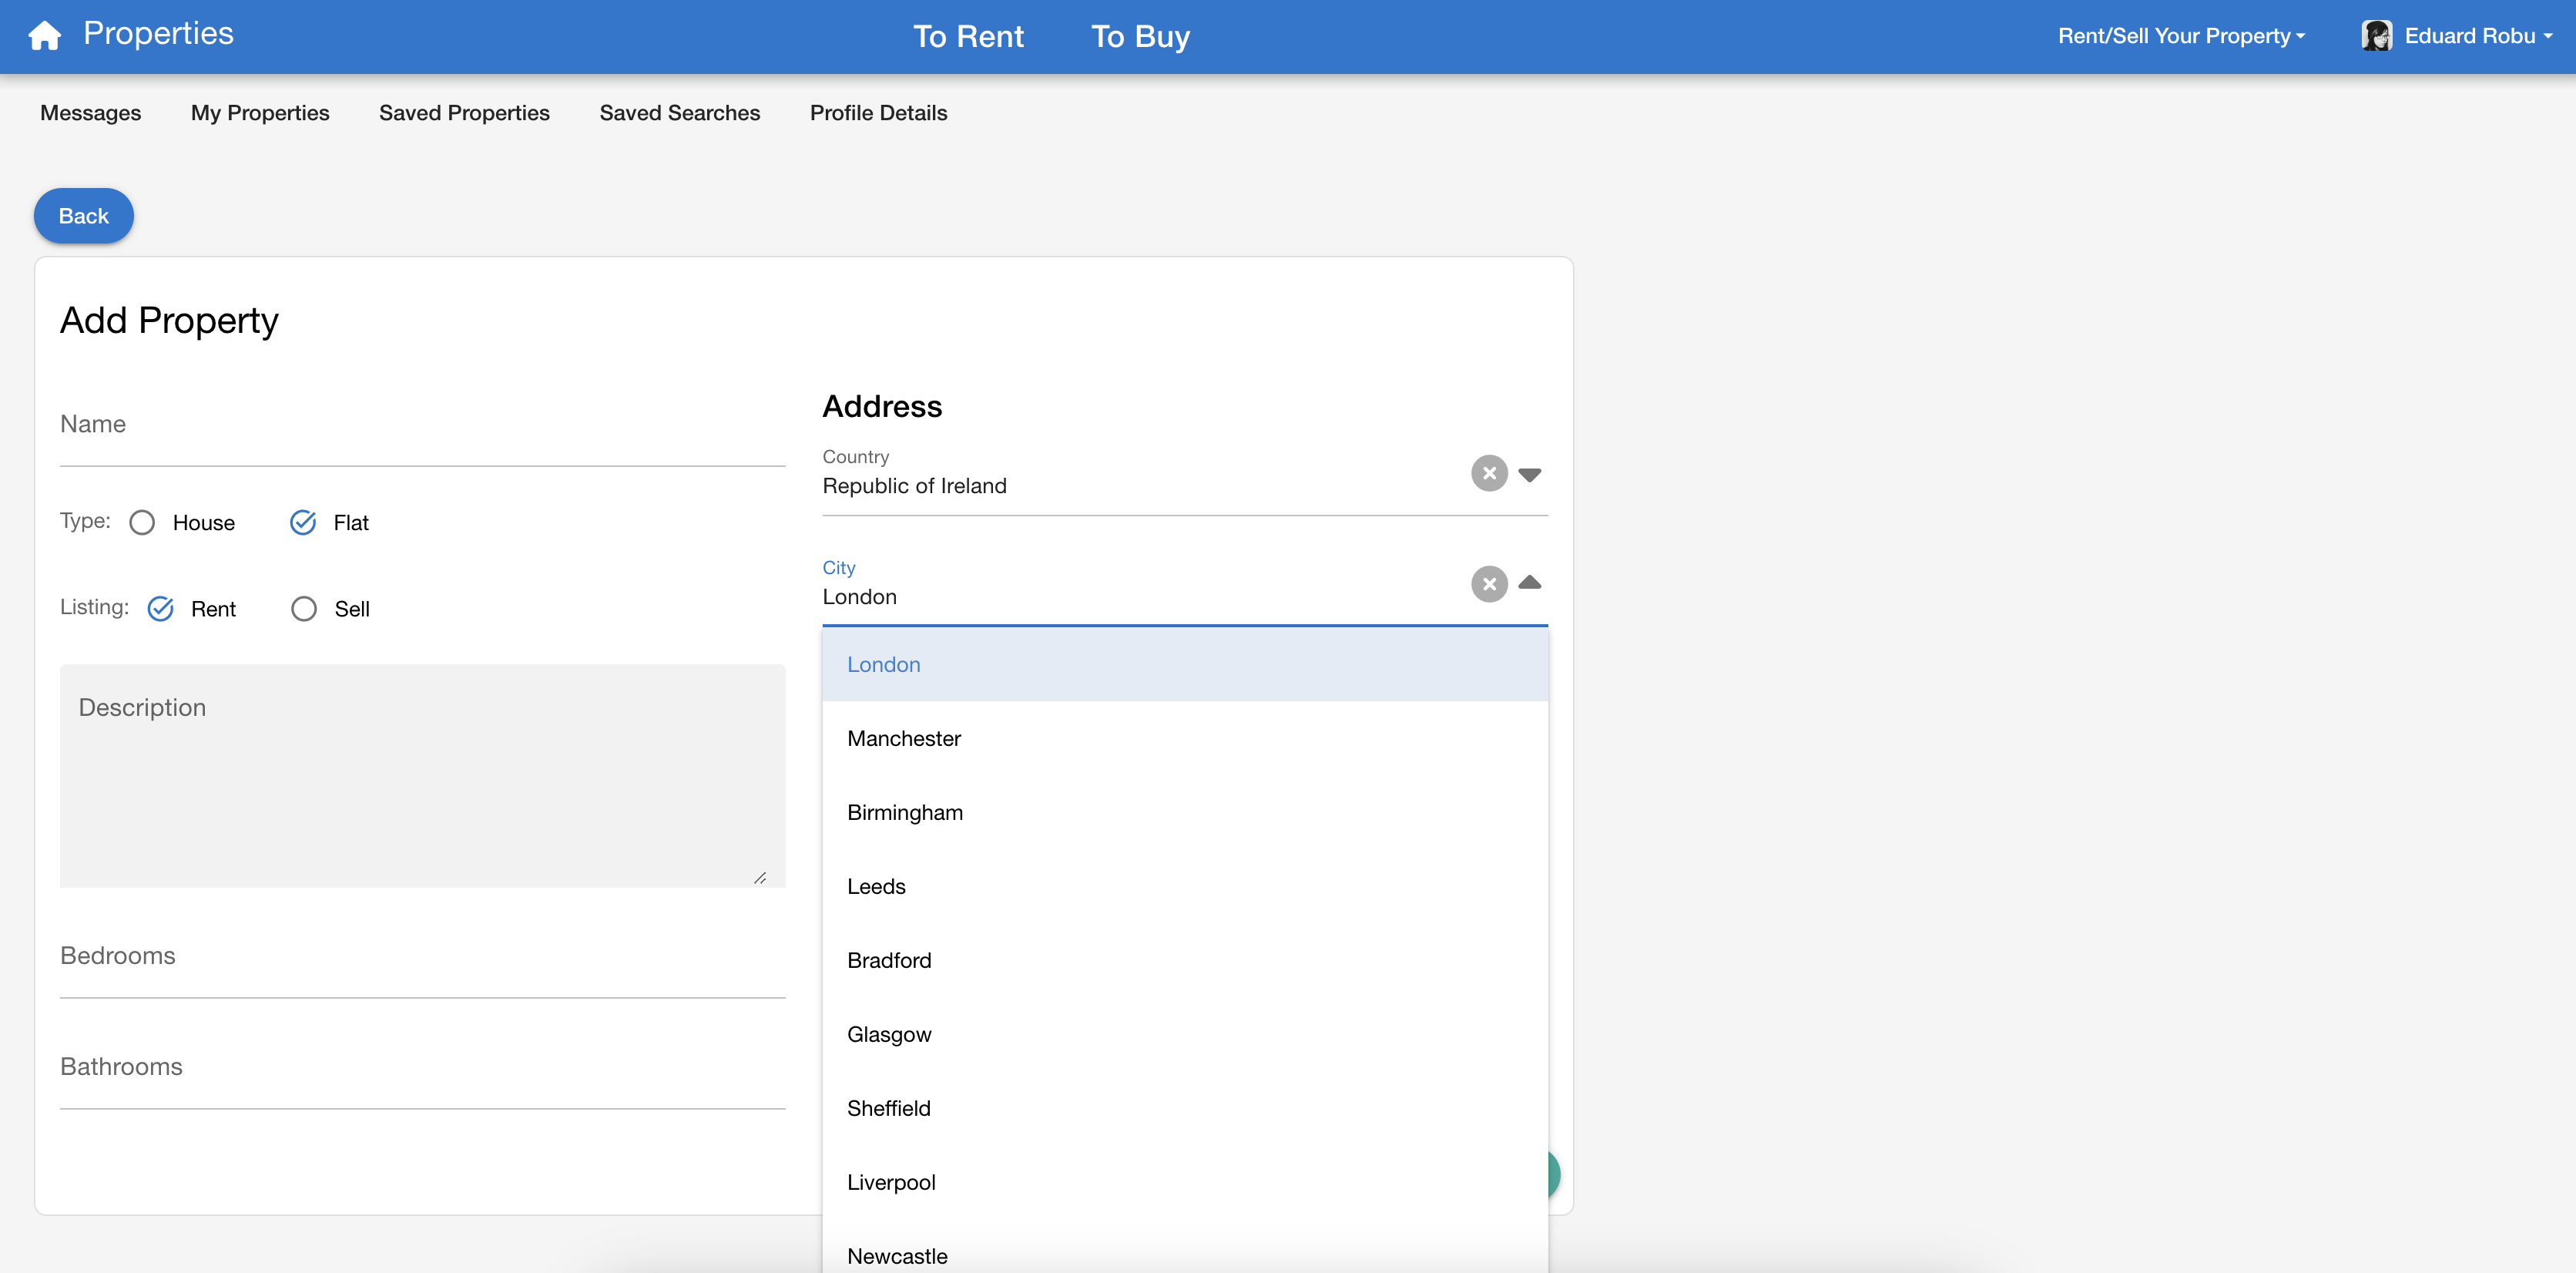 Properties
To Rent
To Buy
Rent/Sell Your Property
Eduard Robu
Messages
My Properties
Saved Properties
Saved Searches
Profile Details
Back
Add Property
Name
Type:
House
Flat
Listing:
Rent
Sell
Description
Bedrooms
Bathrooms
Address
Country
Republic of Ireland
City
London
London
Manchester
Birmingham
Leeds
Bradford
Glasgow
Sheffield
Liverpool
Newcastle